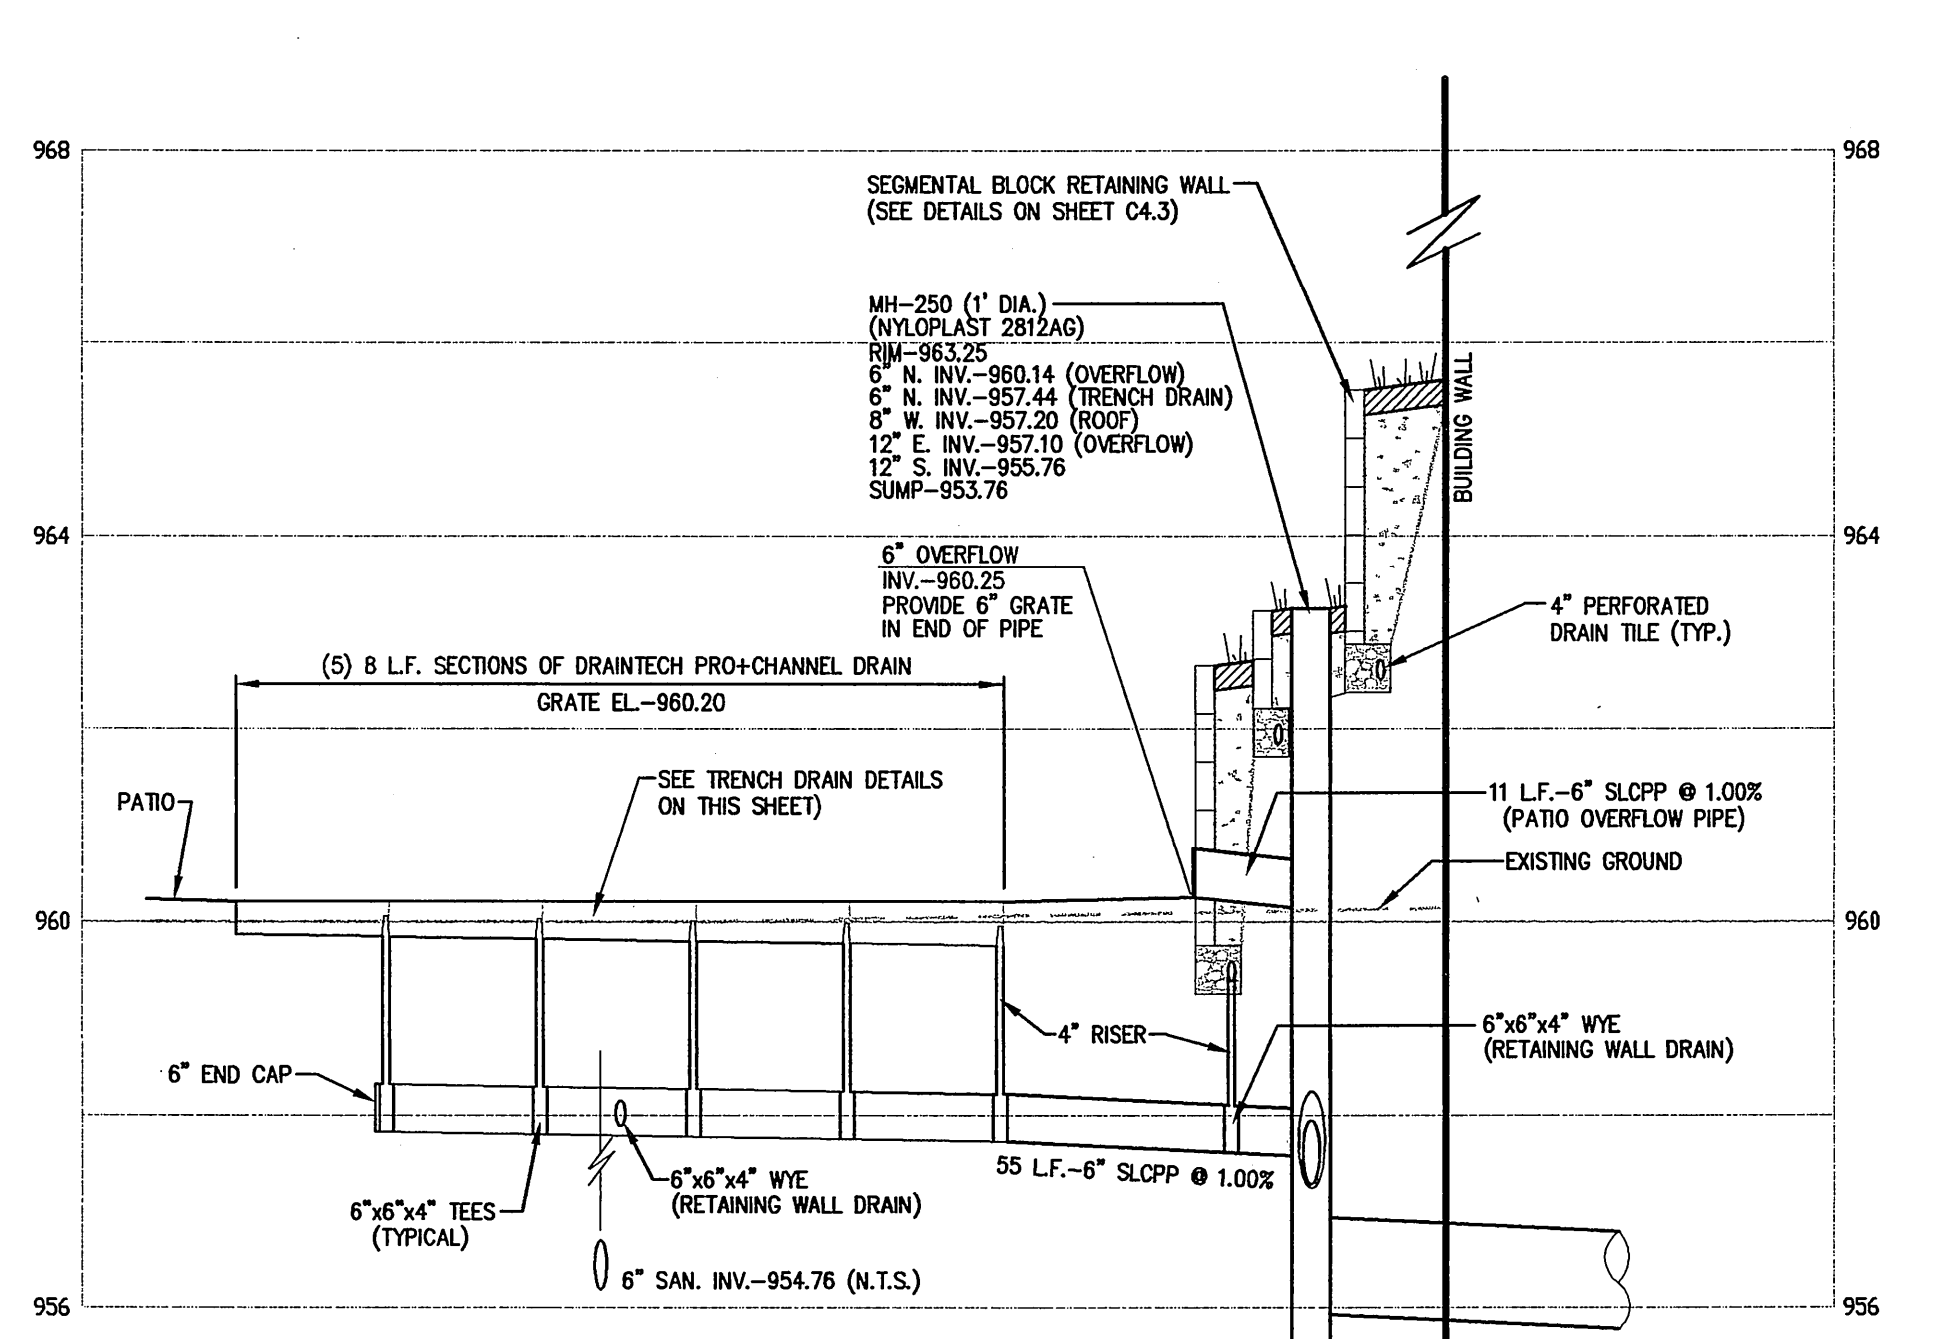 968
968
SEGMENTAL BLOCK RETAINING WALL
(SEE DETAILS ON SHEET C4.3)
MH-250 (1' DIA.)
(NYLOPLAST 2812AG)
RIM-963.25
6" N. INV.-960.14 (OVERFLOW)
6" N. INV.-957.44 (TRENCH DRAIN)
8" W. INV.-957.20 (ROOF)
12" E. INV.-957.10 (OVERFLOW)
12" S. INV.-955.76
SUMP-953.76
BUILDING WALL
964
964
6" OVERFLOW
INV.-960.25
PROVIDE 6" GRATE
IN END OF PIPE
4" PERFORATED
DRAIN TILE (TYP.)
(5) 8 L.F. SECTIONS OF DRAINTECH PRO+CHANNEL DRAIN
GRATE EL.-960.20
SEE TRENCH DRAIN DETAILS
ON THIS SHEET)
PATIO
11 L.F.-6" SLCPP @ 1.00%
(PATIO OVERFLOW PIPE)
EXISTING GROUND
960
960
4" RISER
6"x6"x4" WYE
(RETAINING WALL DRAIN)
6" END CAP
55 L.F.-6" SLCPP @ 1.00%
6"x6"x4" WYE
(RETAINING WALL DRAIN)
6"x6"x4" TEES
(TYPICAL)
6" SAN. INV.-954.76 (N.T.S.)
956
956